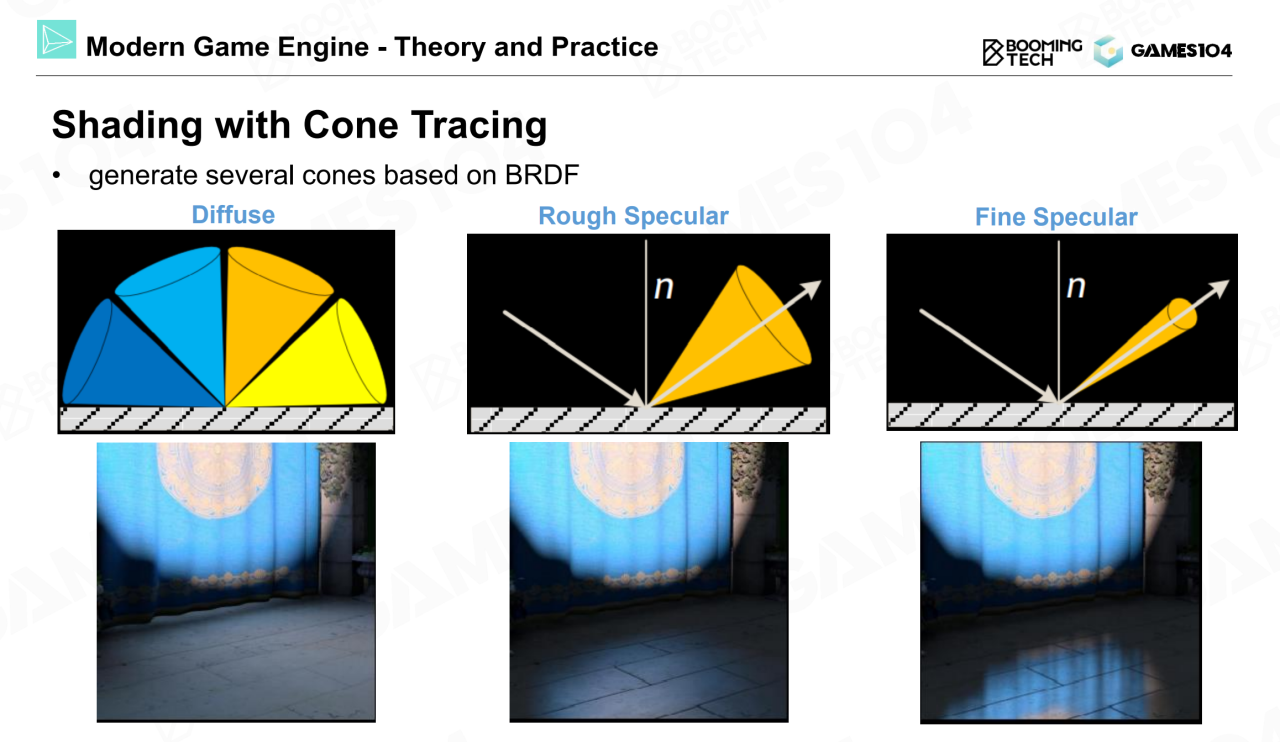 Modern Game Engine - Theory and Practice
BOOMING
TECH
GAMES104
Shading with Cone Tracing
• generate several cones based on BRDF
Diffuse
Rough Specular
Fine Specular
n
n